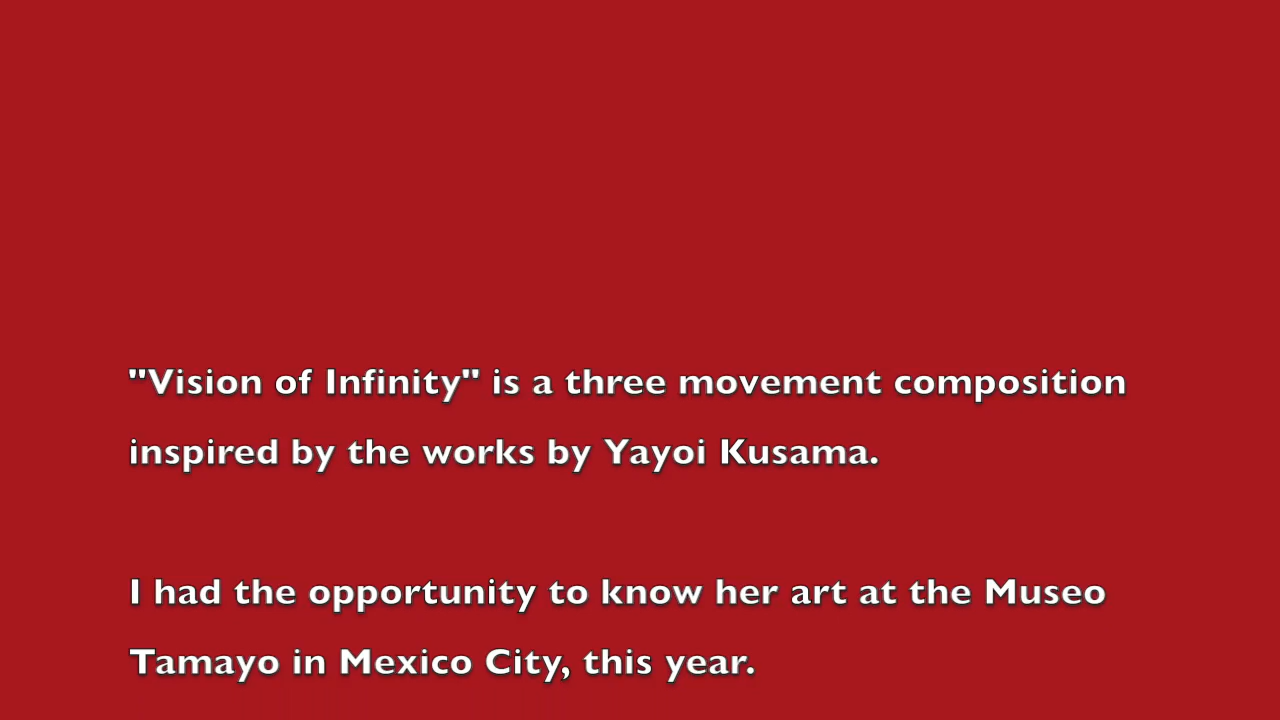 "Vision of Infinity" is a three movement composition
inspired by the works by Yayoi Kusama.
I had the opportunity to know her art at the Museo
Tamayo in Mexico City, this year.